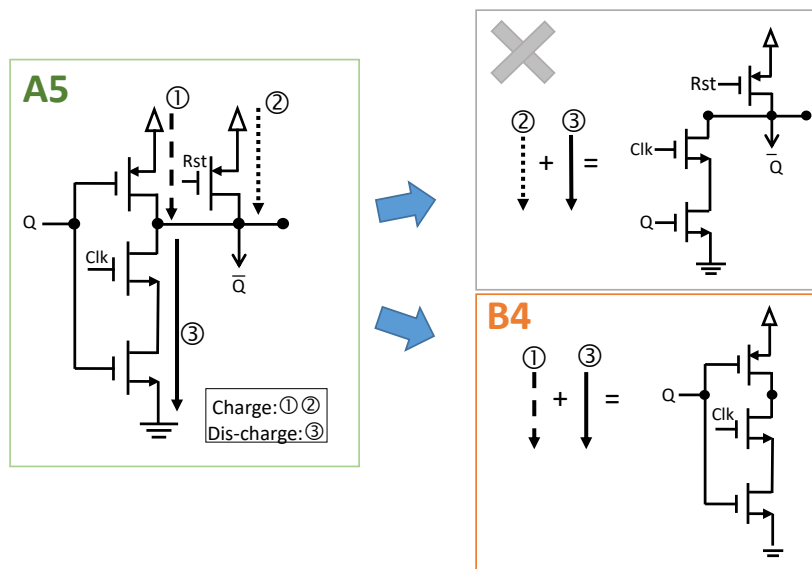 A5
①
②
Rst
Q
Clk
Q̅
③
Charge:①②
Dis-charge:③
Rst
②
③
Clk
+
=
Q̅
Q
B4
①
③
Q
+
=
Clk